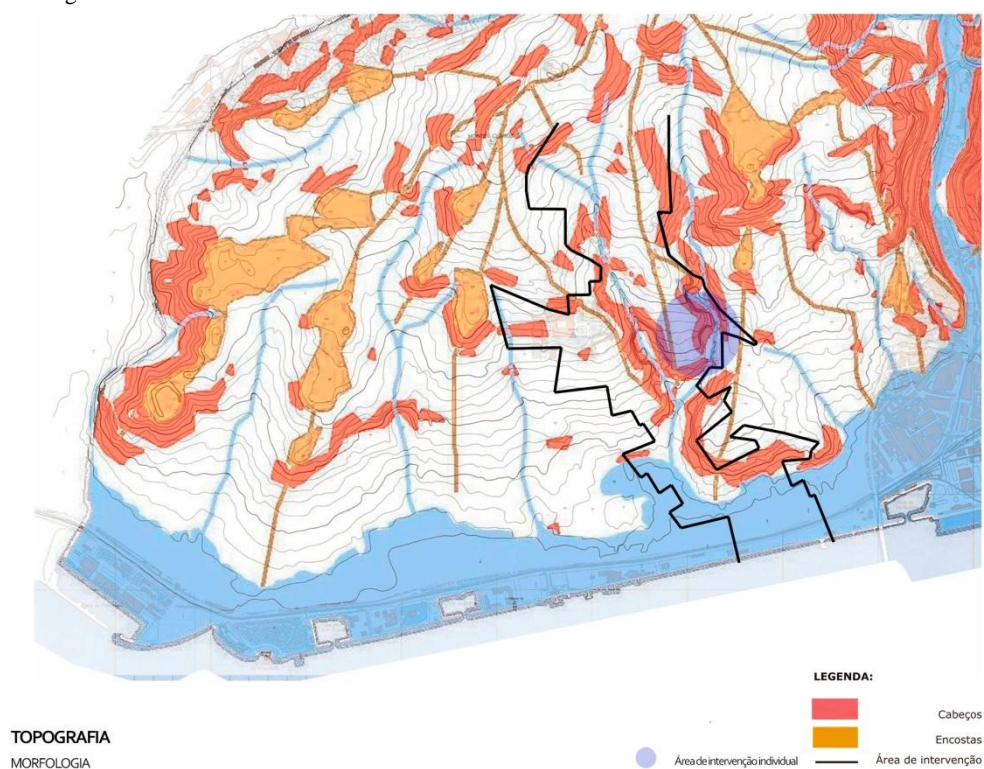 LEGENDA:
Cabeços
Encostas
Área de intervenção individual
Área de intervenção
TOPOGRAFIA
MORFOLOGIA